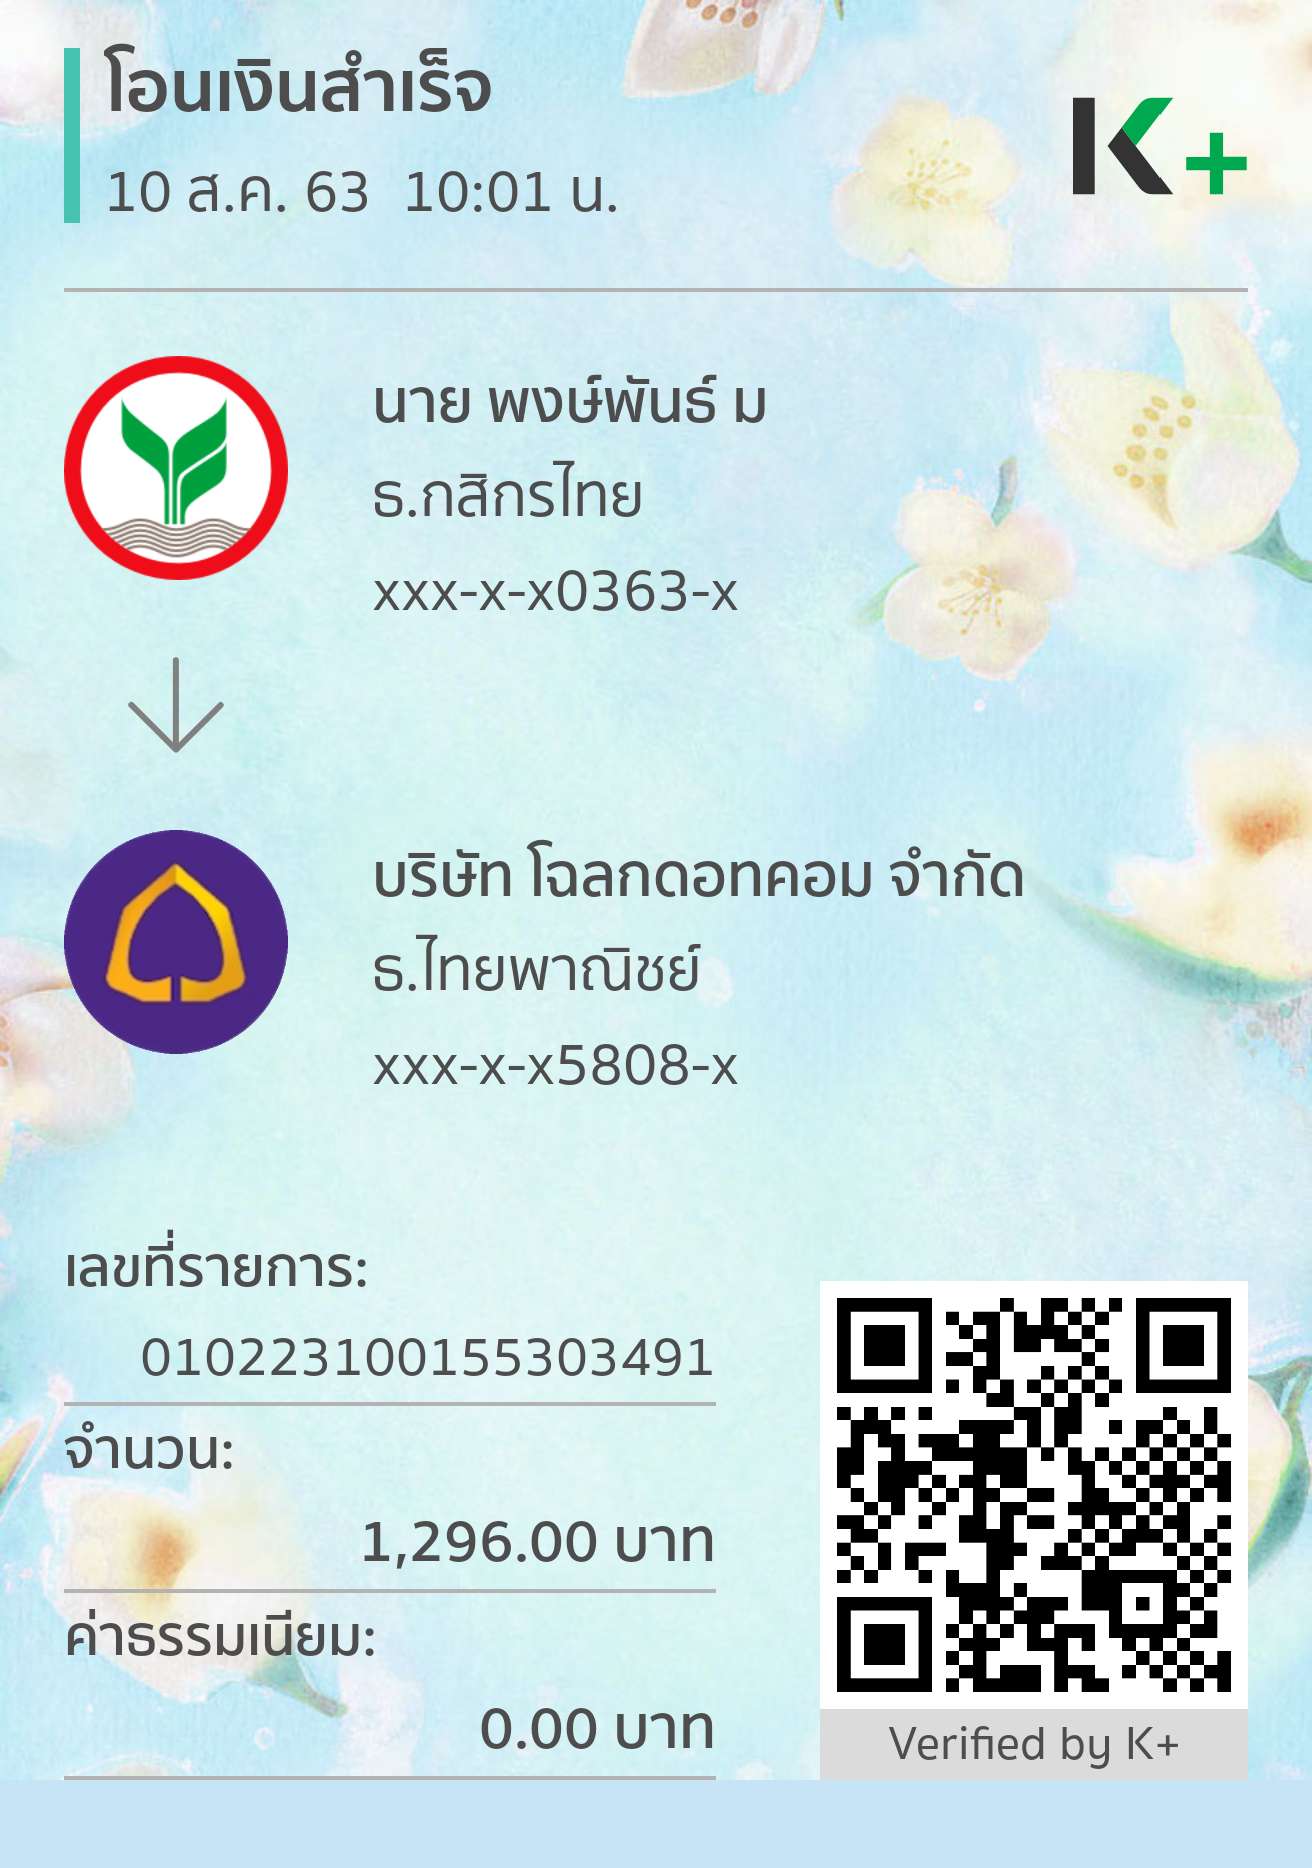 โอนเงินสำเร็จ
10 ส.ค. 63 10:01 น.
K+
นาย พงษ์พันธ์ ม
ธ.กสิกรไทย
xxx-x-x0363-x
บริษัท โฉลกดอทคอม จำกัด
ธ.ไทยพาณิชย์
xxx-x-x5808-x
เลขที่รายการ:
010223100155303491
จำนวน:
1,296.00 บาท
ค่าธรรมเนียม:
0.00 บาท
Verified by K+